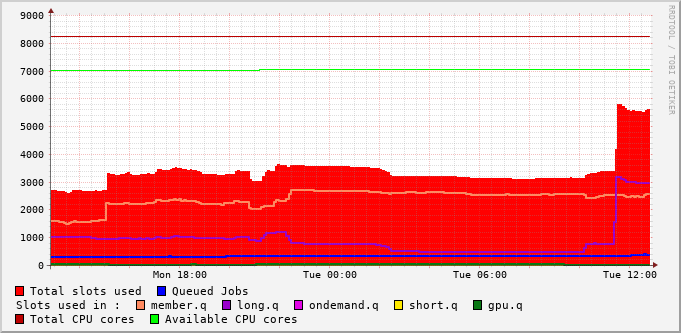 9000
8000
7000
6000
5000
4000
3000
2000
1000
0
Mon 18:00 Tue 00:00 Tue 06:00 Tue 12:00
RRDTOOL / TOBI OETIKER
Total slots used Queued Jobs
Slots used in : member.q long.q ondemand.q short.q gpu.q
Total CPU cores Available CPU cores